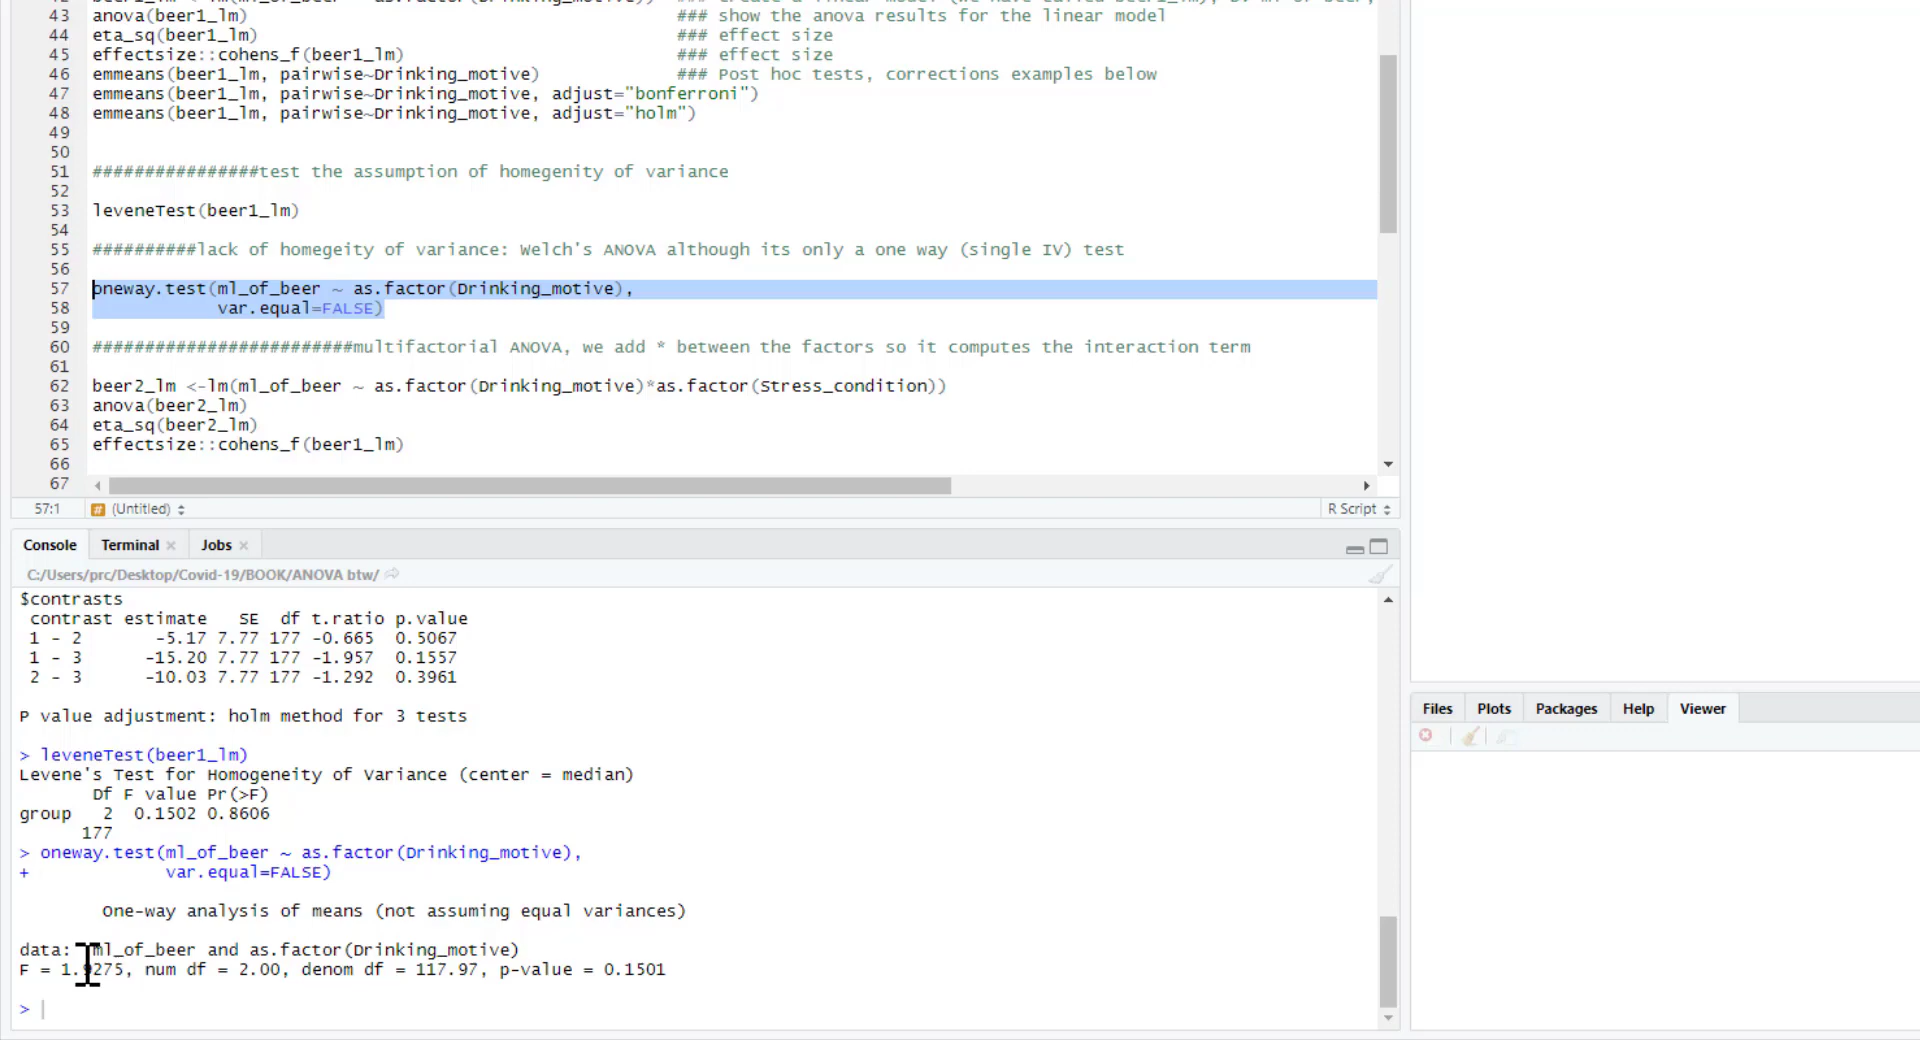 43 anova(beer1_lm) ### show the anova results for the linear model
44 eta_sq(beer1_lm) ### effect size
45 effectsize::cohens_f(beer1_lm) ### effect size
46 emmeans(beer1_lm, pairwise~Drinking_motive) ### Post hoc tests, corrections examples below
47 emmeans(beer1_lm, pairwise~Drinking_motive, adjust="bonferroni")
48 emmeans(beer1_lm, pairwise~Drinking_motive, adjust="holm")
49
50
51 ################test the assumption of homegenity of variance
52
53 leveneTest(beer1_lm)
54
55 ##########lack of homegeity of variance: Welch's ANOVA although its only a one way (single IV) test
56
57 oneway.test(ml_of_beer ~ as.factor(Drinking_motive),
58 var.equal=FALSE)
59
60 #########################multifactorial ANOVA, we add * between the factors so it computes the interaction term
61
62 beer2_lm <-lm(ml_of_beer ~ as.factor(Drinking_motive)*as.factor(Stress_condition))
63 anova(beer2_lm)
64 eta_sq(beer2_lm)
65 effectsize::cohens_f(beer1_lm)
66
67
57:1 (Untitled) R Script
Console Terminal Jobs
C:/Users/prc/Desktop/Covid-19/BOOK/ANOVA btw/
$contrasts
contrast estimate SE df t.ratio p.value
1 - 2 -5.17 7.77 177 -0.665 0.5067
1 - 3 -15.20 7.77 177 -1.957 0.1557
2 - 3 -10.03 7.77 177 -1.292 0.3961
P value adjustment: holm method for 3 tests
> leveneTest(beer1_lm)
Levene's Test for Homogeneity of Variance (center = median)
Df F value Pr(>F)
group 2 0.1502 0.8606
177
> oneway.test(ml_of_beer ~ as.factor(Drinking_motive),
+ var.equal=FALSE)
One-way analysis of means (not assuming equal variances)
data: ml_of_beer and as.factor(Drinking_motive)
F = 1.9275, num df = 2.00, denom df = 117.97, p-value = 0.1501
>
Files Plots Packages Help Viewer